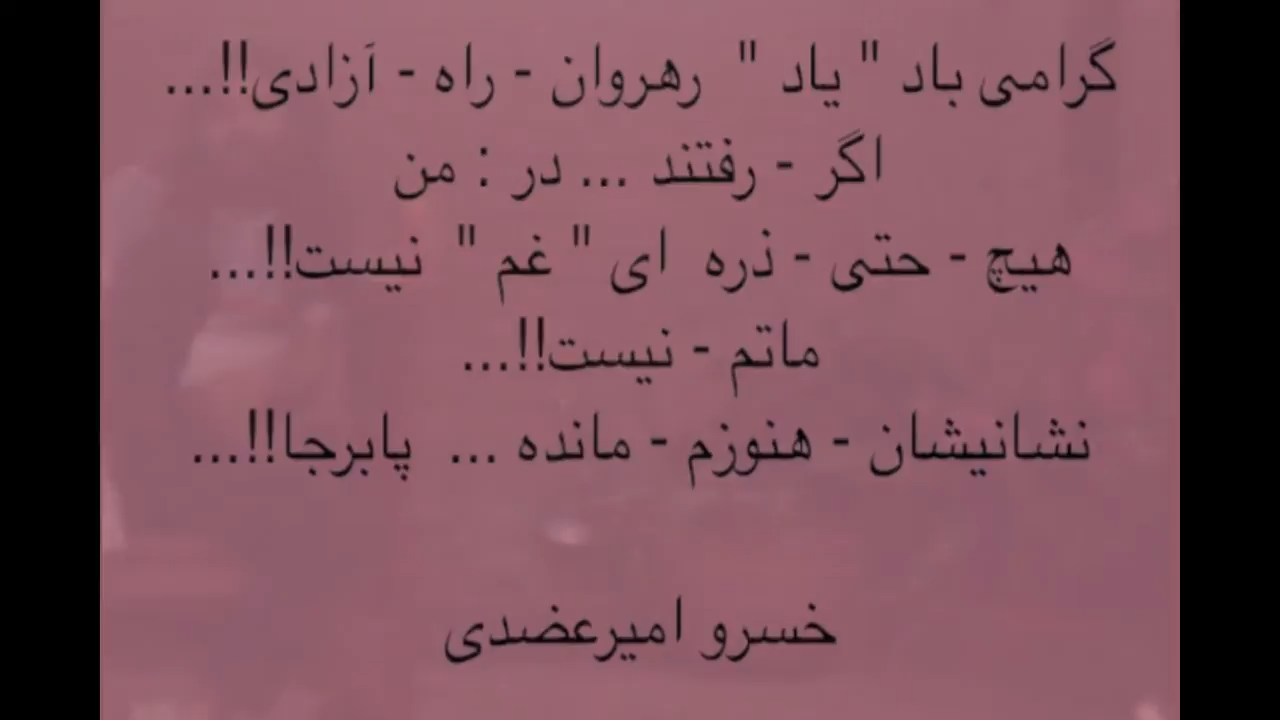 گرامی باد " یاد " رهروان - راه - آزادی!!...
اگر - رفتند ... در : من
هیچ - حتی - ذره ای " غم " نیست!!...
ماتم - نیست!!...
نشانیشان - هنوزم - مانده ... پابرجا!!...
خسرو امیرعضدی